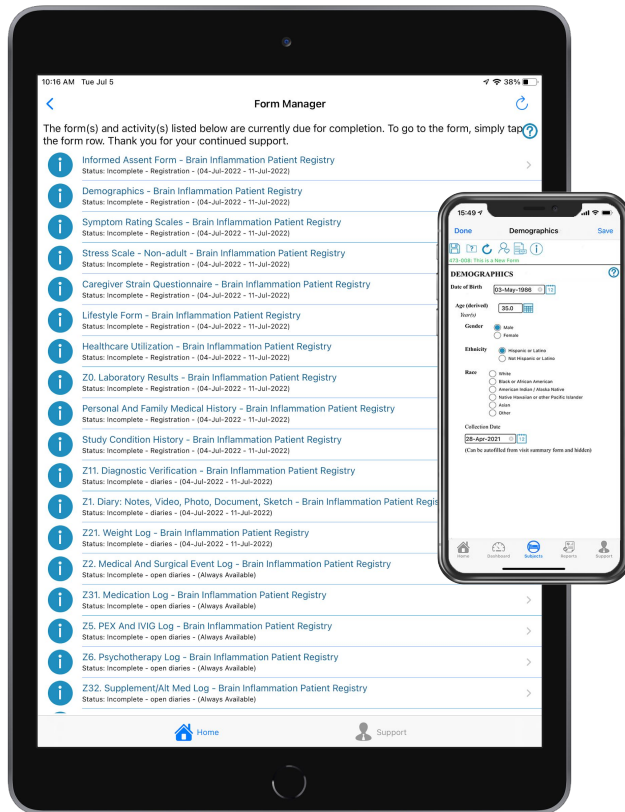 10:16 AM Tue Jul 5
38%
Form Manager
The form(s) and activity(s) listed below are currently due for completion. To go to the form, simply tap
the form row. Thank you for your continued support.
Informed Assent Form - Brain Inflammation Patient Registry
Status: Incomplete - Registration - (04-Jul-2022 - 11-Jul-2022)
Demographics - Brain Inflammation Patient Registry
Status: Incomplete - Registration - (04-Jul-2022 - 11-Jul-2022)
Symptom Rating Scales - Brain Inflammation Patient Registry
Status: Incomplete - Registration - (04-Jul-2022 - 11-Jul-2022)
Stress Scale - Non-adult - Brain Inflammation Patient Registry
Status: Incomplete - Registration - (04-Jul-2022 - 11-Jul-2022)
Caregiver Strain Questionnaire - Brain Inflammation Patient Registry
Status: Incomplete - Registration - (04-Jul-2022 - 11-Jul-2022)
Lifestyle Form - Brain Inflammation Patient Registry
Status: Incomplete - Registration - (04-Jul-2022 - 11-Jul-2022)
Healthcare Utilization - Brain Inflammation Patient Registry
Status: Incomplete - Registration - (04-Jul-2022 - 11-Jul-2022)
Z0. Laboratory Results - Brain Inflammation Patient Registry
Status: Incomplete - Registration - (04-Jul-2022 - 11-Jul-2022)
Personal And Family Medical History - Brain Inflammation Patient Registry
Status: Incomplete - Registration - (04-Jul-2022 - 11-Jul-2022)
Study Condition History - Brain Inflammation Patient Registry
Status: Incomplete - Registration - (04-Jul-2022 - 11-Jul-2022)
Z11. Diagnostic Verification - Brain Inflammation Patient Registry
Status: Incomplete - diaries - (04-Jul-2022 - 11-Jul-2022)
Z1. Diary: Notes, Video, Photo, Document, Sketch - Brain Inflammation Patient Regis
Status: Incomplete - diaries - (04-Jul-2022 - 11-Jul-2022)
Z21. Weight Log - Brain Inflammation Patient Registry
Status: Incomplete - diaries - (04-Jul-2022 - 11-Jul-2022)
Z2. Medical And Surgical Event Log - Brain Inflammation Patient Registry
Status: Incomplete - open diaries - (Always Available)
Z31. Medication Log - Brain Inflammation Patient Registry
Status: Incomplete - open diaries - (Always Available)
Z5. PEX And IVIG Log - Brain Inflammation Patient Registry
Status: Incomplete - open diaries - (Always Available)
Z6. Psychotherapy Log - Brain Inflammation Patient Registry
Status: Incomplete - open diaries - (Always Available)
Z32. Supplement/Alt Med Log - Brain Inflammation Patient Registry
Status: Incomplete - open diaries - (Always Available)
Home Support
15:49
Done Demographics Save
473-008: This is a New Form
DEMOGRAPHICS
Date of Birth 03-May-1986 12
Age (derived) 35.0
Year(s)
Gender Male
Female
Ethnicity Hispanic or Latino
Not Hispanic or Latino
Race White
Black or African American
American Indian / Alaska Native
Native Hawaiian or other Pacific Islander
Asian
Other
Collection Date
28-Apr-2021 12
(Can be autofilled from visit summary form and hidden)
Home Dashboard Subjects Reports Support